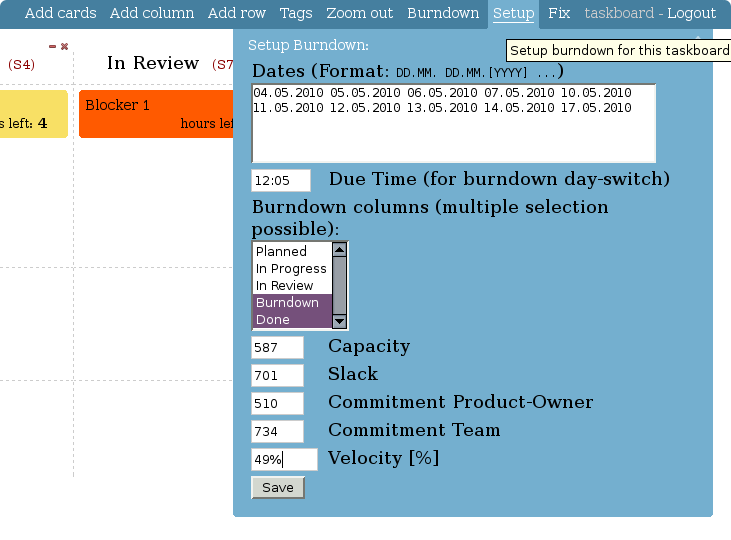 Add cards Add column Add row Tags Zoom out Burndown Setup Fix taskboard - Logout
Setup Burndown:
Setup burndown for this taskboard
(S4)
In Review (S7
Dates (Format: DD.MM. DD.MM.[YYYY] ...)
04.05.2010 05.05.2010 06.05.2010 07.05.2010 10.05.2010
11.05.2010 12.05.2010 13.05.2010 14.05.2010 17.05.2010
Blocker 1
s left: 4
hours lef
12:05 Due Time (for burndown day-switch)
Burndown columns (multiple selection
possible):
Planned
In Progress
In Review
Burndown
Done
587 Capacity
701 Slack
510 Commitment Product-Owner
734 Commitment Team
49% Velocity [%]
Save